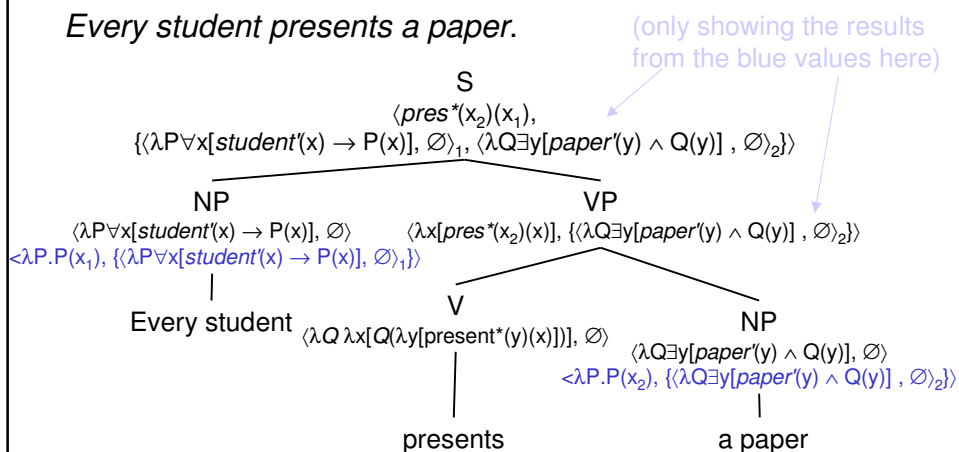 Every student presents a paper.
(only showing the results
from the blue values here)
S
⟨pres*(x₂)(x₁),
{⟨λP∀x[student'(x) → P(x)], ∅⟩₁, ⟨λQ∃y[paper'(y) ∧ Q(y)] , ∅⟩₂}⟩
NP VP
⟨λP∀x[student'(x) → P(x)], ∅⟩ ⟨λx[pres*(x₂)(x)], {⟨λQ∃y[paper'(y) ∧ Q(y)] , ∅⟩₂}⟩
<λP.P(x₁), {⟨λP∀x[student'(x) → P(x)], ∅⟩₁}⟩
Every student
V NP
⟨λQ λx[Q(λy[present*(y)(x)])], ∅⟩
⟨λQ∃y[paper'(y) ∧ Q(y)], ∅⟩
<λP.P(x₂), {⟨λQ∃y[paper'(y) ∧ Q(y)] , ∅⟩₂}⟩
presents a paper